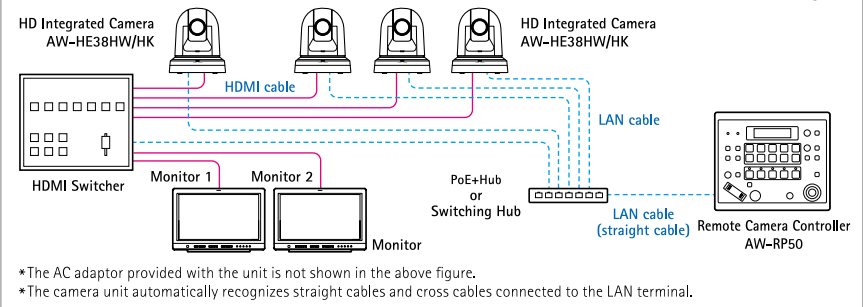 HD Integrated Camera
AW-HE38HW/HK
HD Integrated Camera
AW-HE38HW/HK
HDMI cable
LAN cable
HDMI Switcher
Monitor 1
Monitor 2
Monitor
PoE+Hub
or
Switching Hub
LAN cable
(straight cable)
Remote Camera Controller
AW-RP50
*The AC adaptor provided with the unit is not shown in the above figure.
*The camera unit automatically recognizes straight cables and cross cables connected to the LAN terminal.